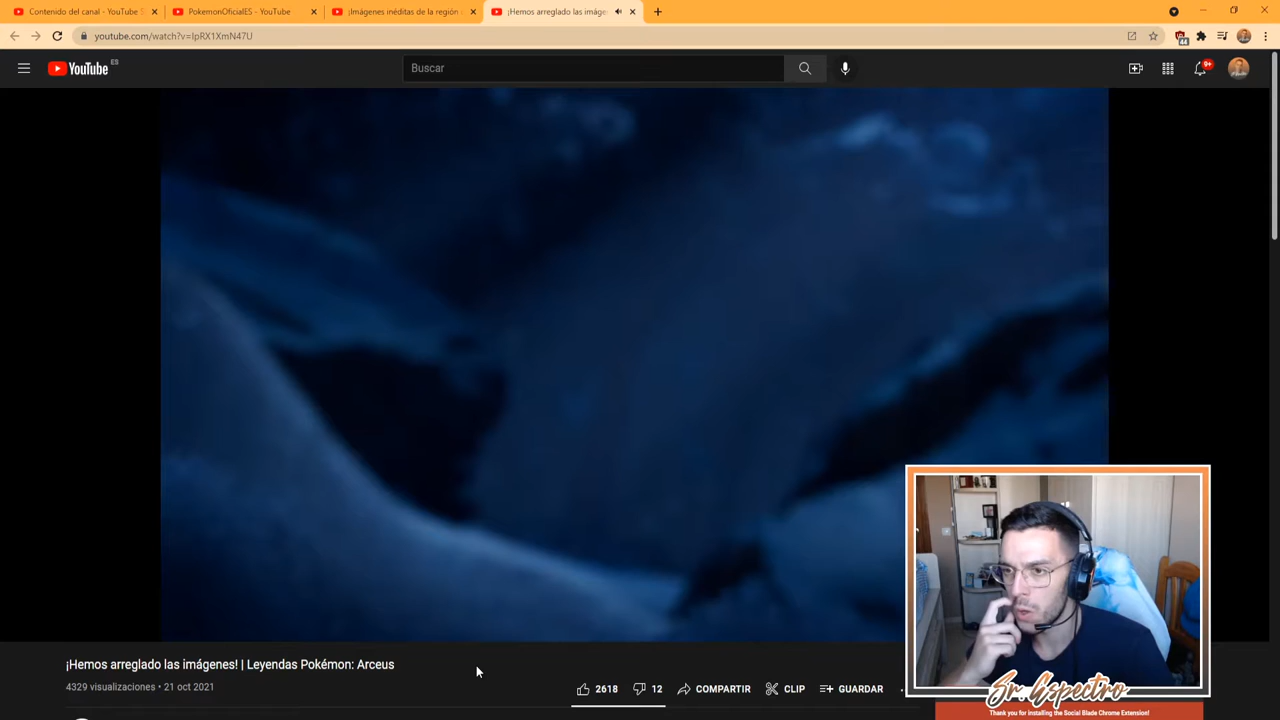 Contenido del canal - YouTube S
PokemonOficialES - YouTube
¡Imágenes inéditas de la región
¡Hemos arreglado las imáge
youtube.com/watch?v=IpRX1XmN47U
44
YouTube ES
Buscar
9+
¡Hemos arreglado las imágenes! | Leyendas Pokémon: Arceus
4329 visualizaciones • 21 oct 2021
2618
12
COMPARTIR
CLIP
GUARDAR
Sr. Espectro
Thank you for installing the Social Blade Chrome Extension!